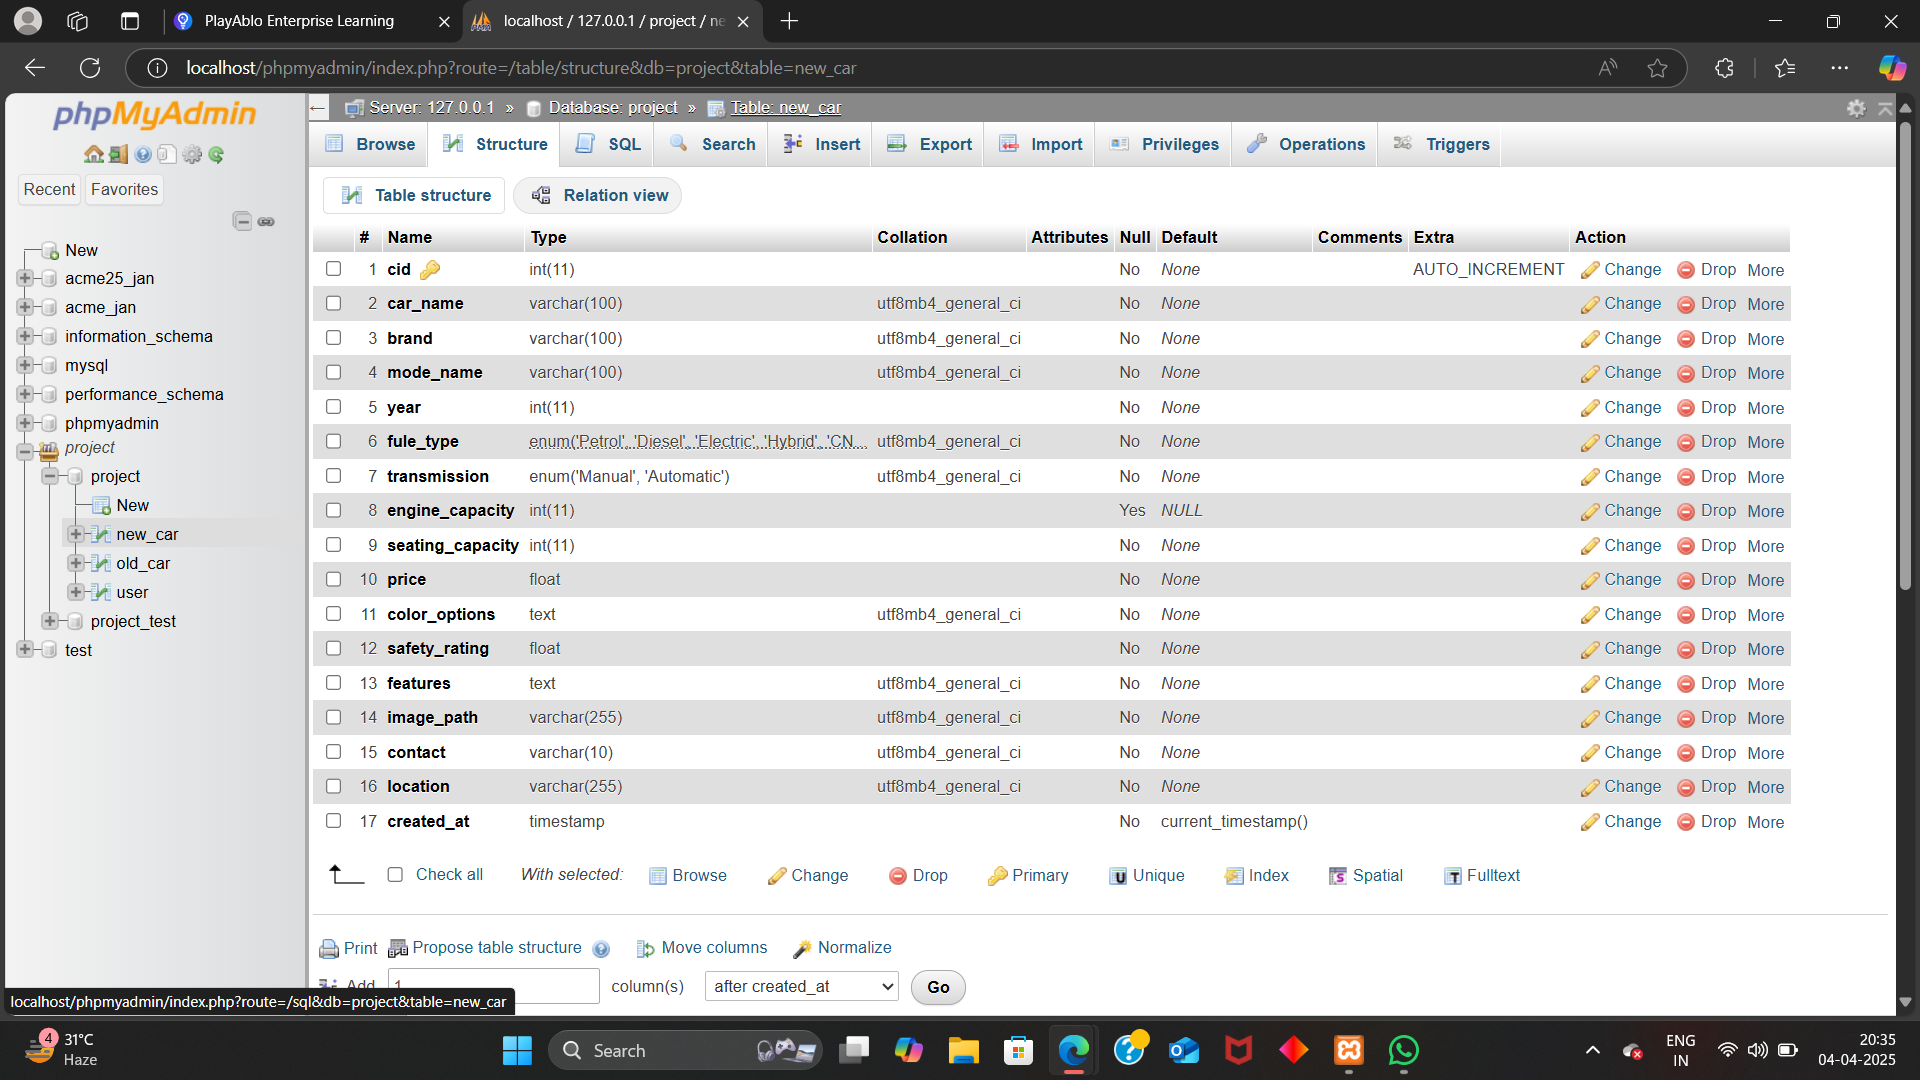 PlayAblo Enterprise Learning
localhost / 127.0.0.1 / project / ne
localhost/phpmyadmin/index.php?route=/table/structure&db=project&table=new_car
phpMyAdmin
Recent Favorites
New
acme25_jan
acme_jan
information_schema
mysql
performance_schema
phpmyadmin
project
project
New
new_car
old_car
user
project_test
test
Server: 127.0.0.1 » Database: project » Table: new_car
Browse Structure SQL Search Insert Export Import Privileges Operations Triggers
Table structure Relation view
# Name Type Collation Attributes Null Default Comments Extra Action
1 cid int(11) No None AUTO_INCREMENT Change Drop More
2 car_name varchar(100) utf8mb4_general_ci No None Change Drop More
3 brand varchar(100) utf8mb4_general_ci No None Change Drop More
4 mode_name varchar(100) utf8mb4_general_ci No None Change Drop More
5 year int(11) No None Change Drop More
6 fule_type enum('Petrol', 'Diesel', 'Electric', 'Hybrid', 'CN... utf8mb4_general_ci No None Change Drop More
7 transmission enum('Manual', 'Automatic') utf8mb4_general_ci No None Change Drop More
8 engine_capacity int(11) Yes NULL Change Drop More
9 seating_capacity int(11) No None Change Drop More
10 price float No None Change Drop More
11 color_options text utf8mb4_general_ci No None Change Drop More
12 safety_rating float No None Change Drop More
13 features text utf8mb4_general_ci No None Change Drop More
14 image_path varchar(255) utf8mb4_general_ci No None Change Drop More
15 contact varchar(10) utf8mb4_general_ci No None Change Drop More
16 location varchar(255) utf8mb4_general_ci No None Change Drop More
17 created_at timestamp No current_timestamp() Change Drop More
Check all With selected: Browse Change Drop Primary Unique Index Spatial Fulltext
Print Propose table structure Move columns Normalize
Add 1 column(s) after created_at Go
localhost/phpmyadmin/index.php?route=/sql&db=project&table=new_car
4 31°C
Haze
Search
ENG
IN
20:35
04-04-2025